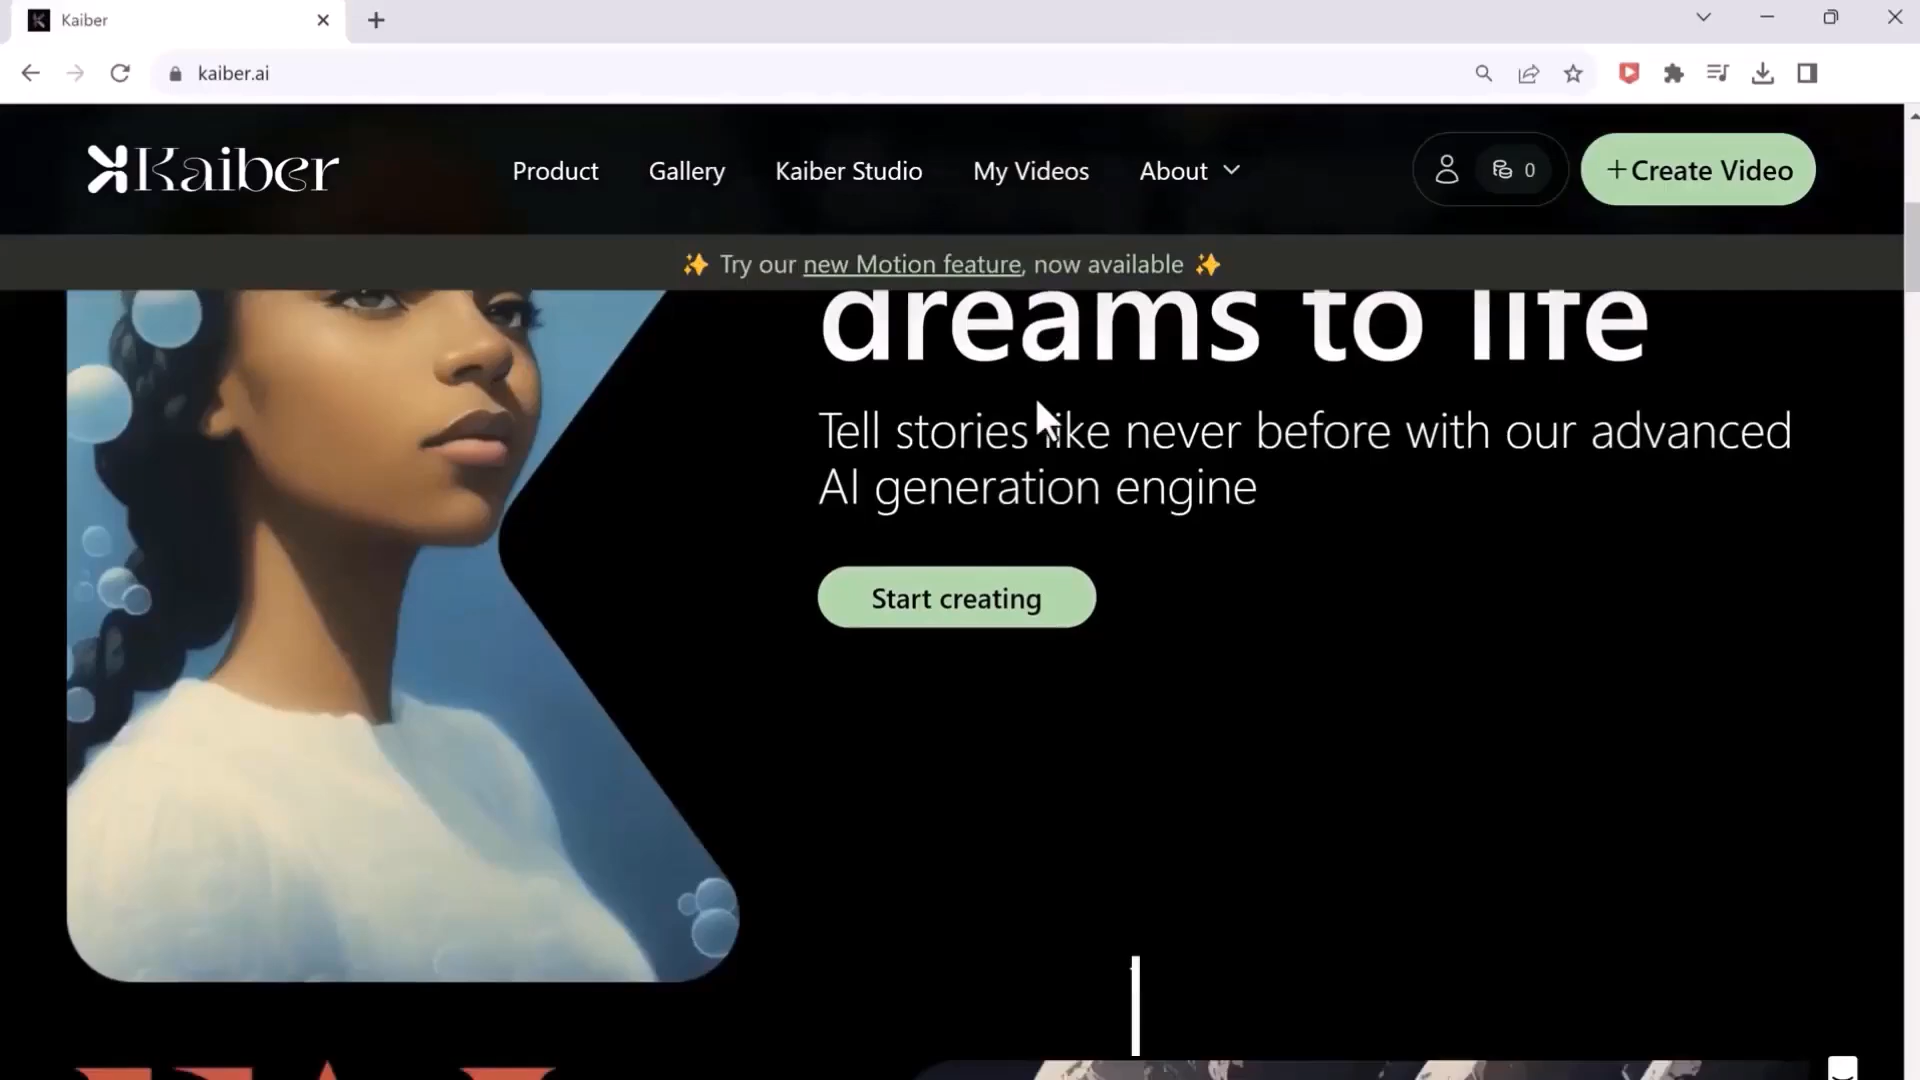 Kaiber
kaiber.ai
Kaiber
Product
Gallery
Kaiber Studio
My Videos
About
0
+Create Video
✨ Try our new Motion feature, now available ✨
dreams to life
Tell stories like never before with our advanced
AI generation engine
Start creating